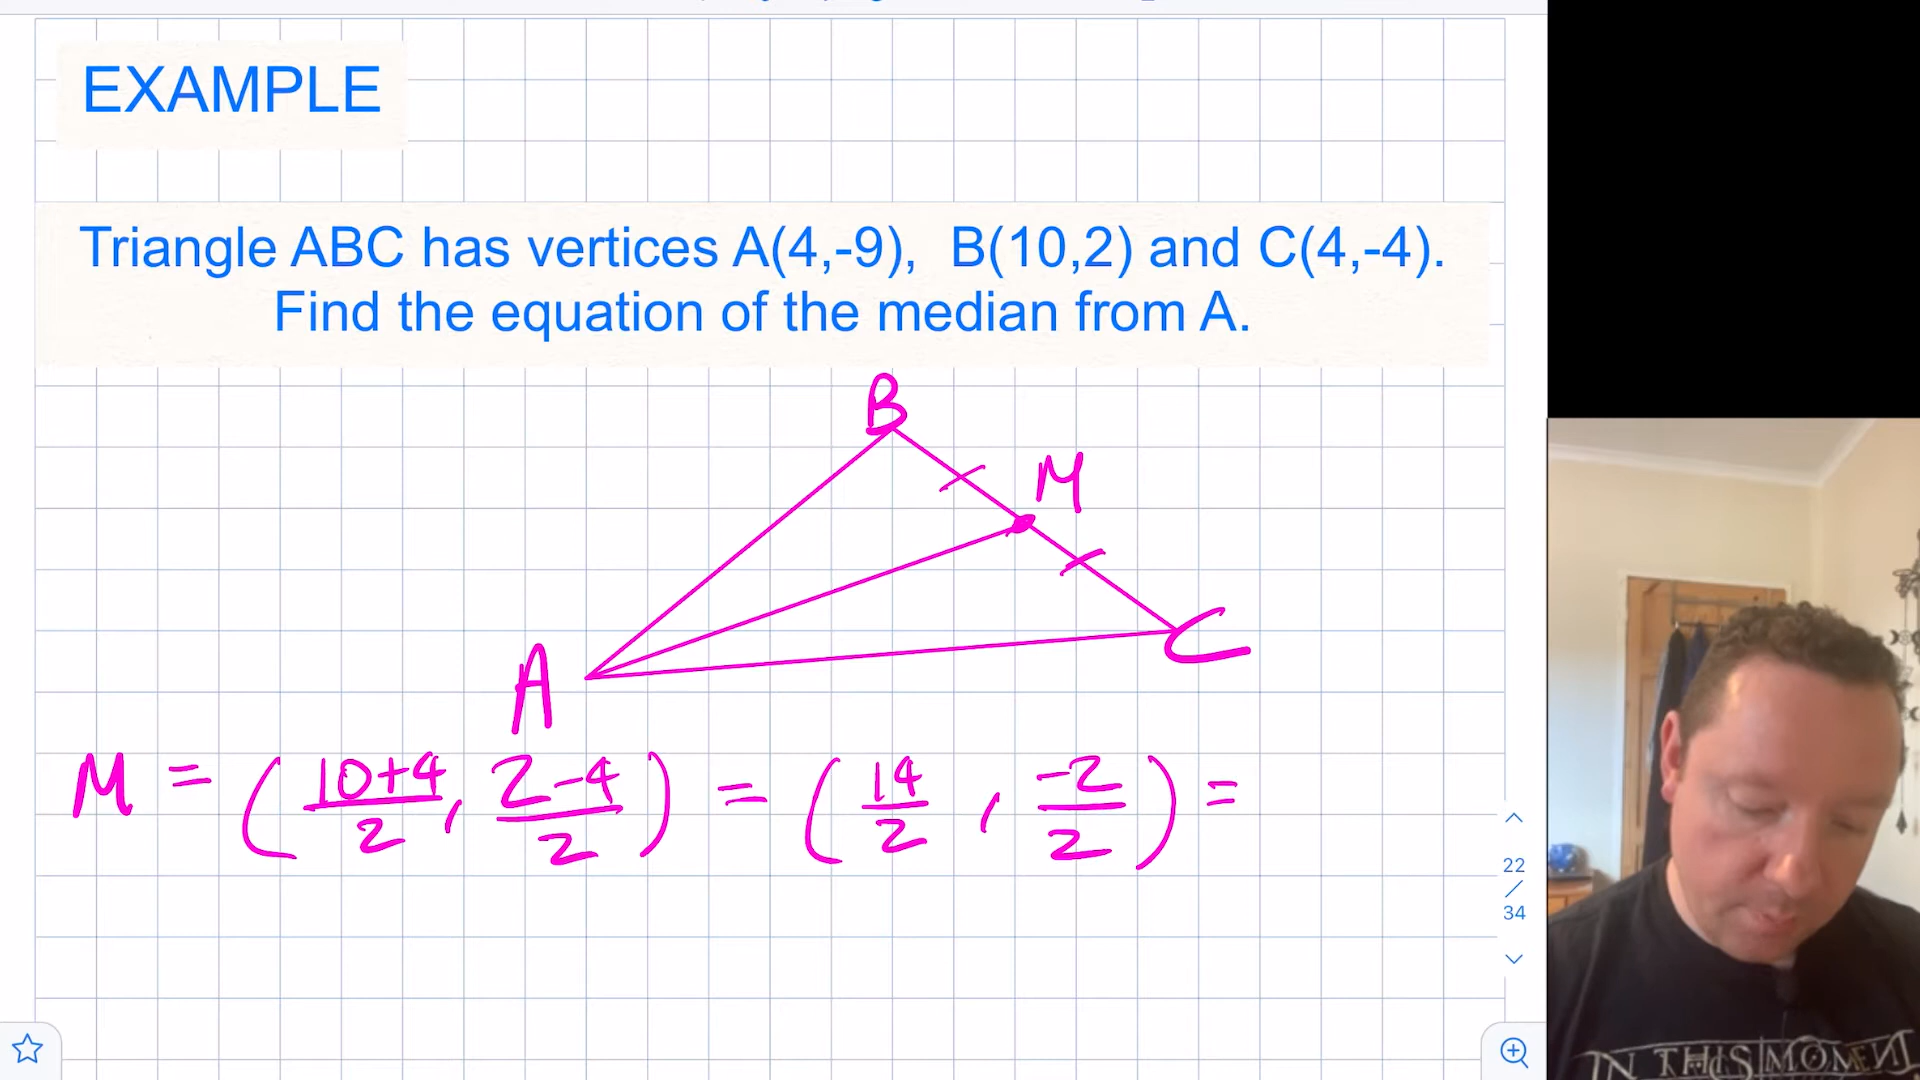 EXAMPLE
Triangle ABC has vertices A(4,-9), B(10,2) and C(4,-4).
Find the equation of the median from A.
B
M
A
C
M = (10+4/2, 2-4/2) = (14/2, -2/2) =
22
/
34
IN THIS MOMENT